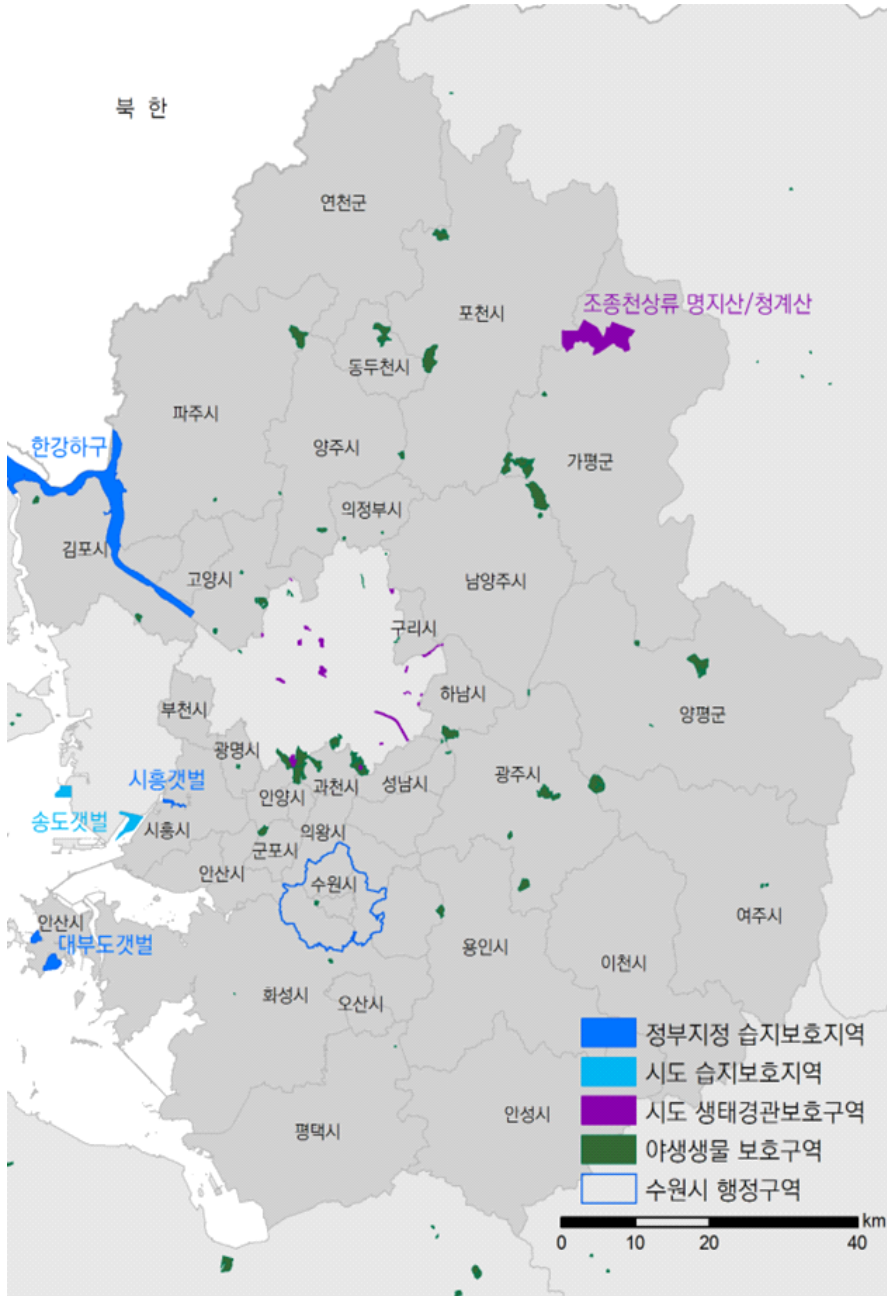 북 한
연천군
포천시
조종천상류 명지산/청계산
동두천시
파주시
한강하구
양주시
가평군
의정부시
김포시
고양시
남양주시
구리시
하남시
부천시
양평군
광명시
시흥갯벌
안양시
과천시
성남시
광주시
송도갯벌
시흥시
의왕시
군포시
안산시
수원시
안산시
대부도갯벌
여주시
용인시
이천시
화성시
오산시
평택시
안성시
정부지정 습지보호지역
시도 습지보호지역
시도 생태경관보호구역
야생생물 보호구역
수원시 행정구역
km
0 10 20 40